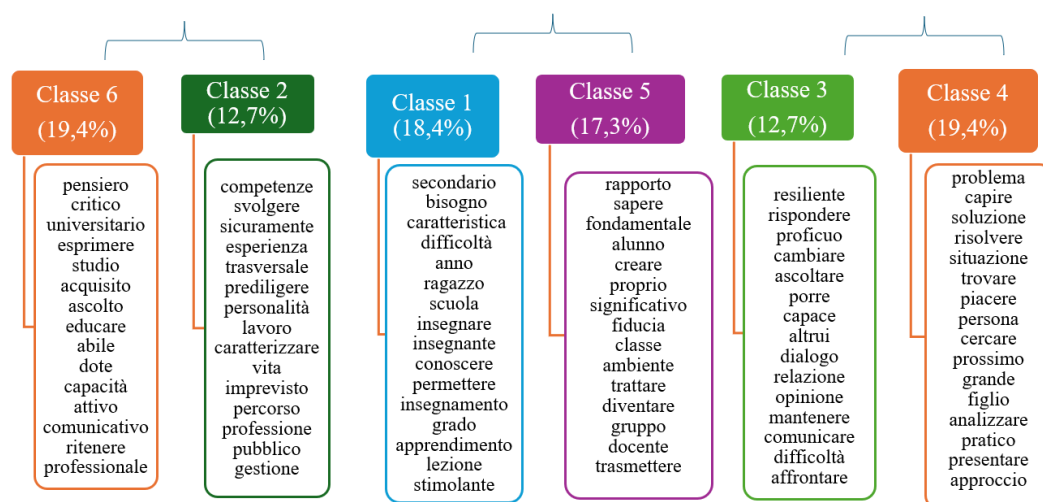 Classe 6
(19,4%)
pensiero
critico
universitario
esprimere
studio
acquisito
ascolto
educare
abile
dote
capacità
attivo
comunicativo
ritenere
professionale
Classe 2
(12,7%)
competenze
svolgere
sicuramente
esperienza
trasversale
prediligere
personalità
lavoro
caratterizzare
vita
imprevisto
percorso
professione
pubblico
gestione
Classe 1
(18,4%)
secondario
bisogno
caratteristica
difficoltà
anno
ragazzo
scuola
insegnare
insegnante
conoscere
permettere
insegnamento
grado
apprendimento
lezione
stimolante
Classe 5
(17,3%)
rapporto
sapere
fondamentale
alunno
creare
proprio
significativo
fiducia
classe
ambiente
trattare
diventare
gruppo
docente
trasmettere
Classe 3
(12,7%)
resiliente
rispondere
proficuo
cambiare
ascoltare
porre
capace
altrui
dialogo
relazione
opinione
mantenere
comunicare
difficoltà
affrontare
Classe 4
(19,4%)
problema
capire
soluzione
risolvere
situazione
trovare
piacere
persona
cercare
prossimo
grande
figlio
analizzare
pratico
presentare
approccio